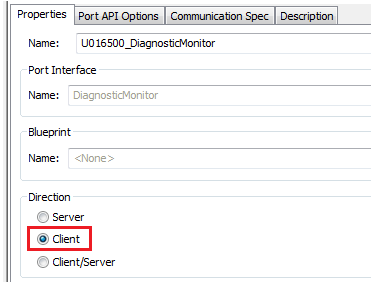 Properties Port API Options Communication Spec Description
Name: U016500_DiagnosticMonitor
Port Interface
Name: DiagnosticMonitor
Blueprint
Name: <None>
Direction
Server
Client
Client/Server